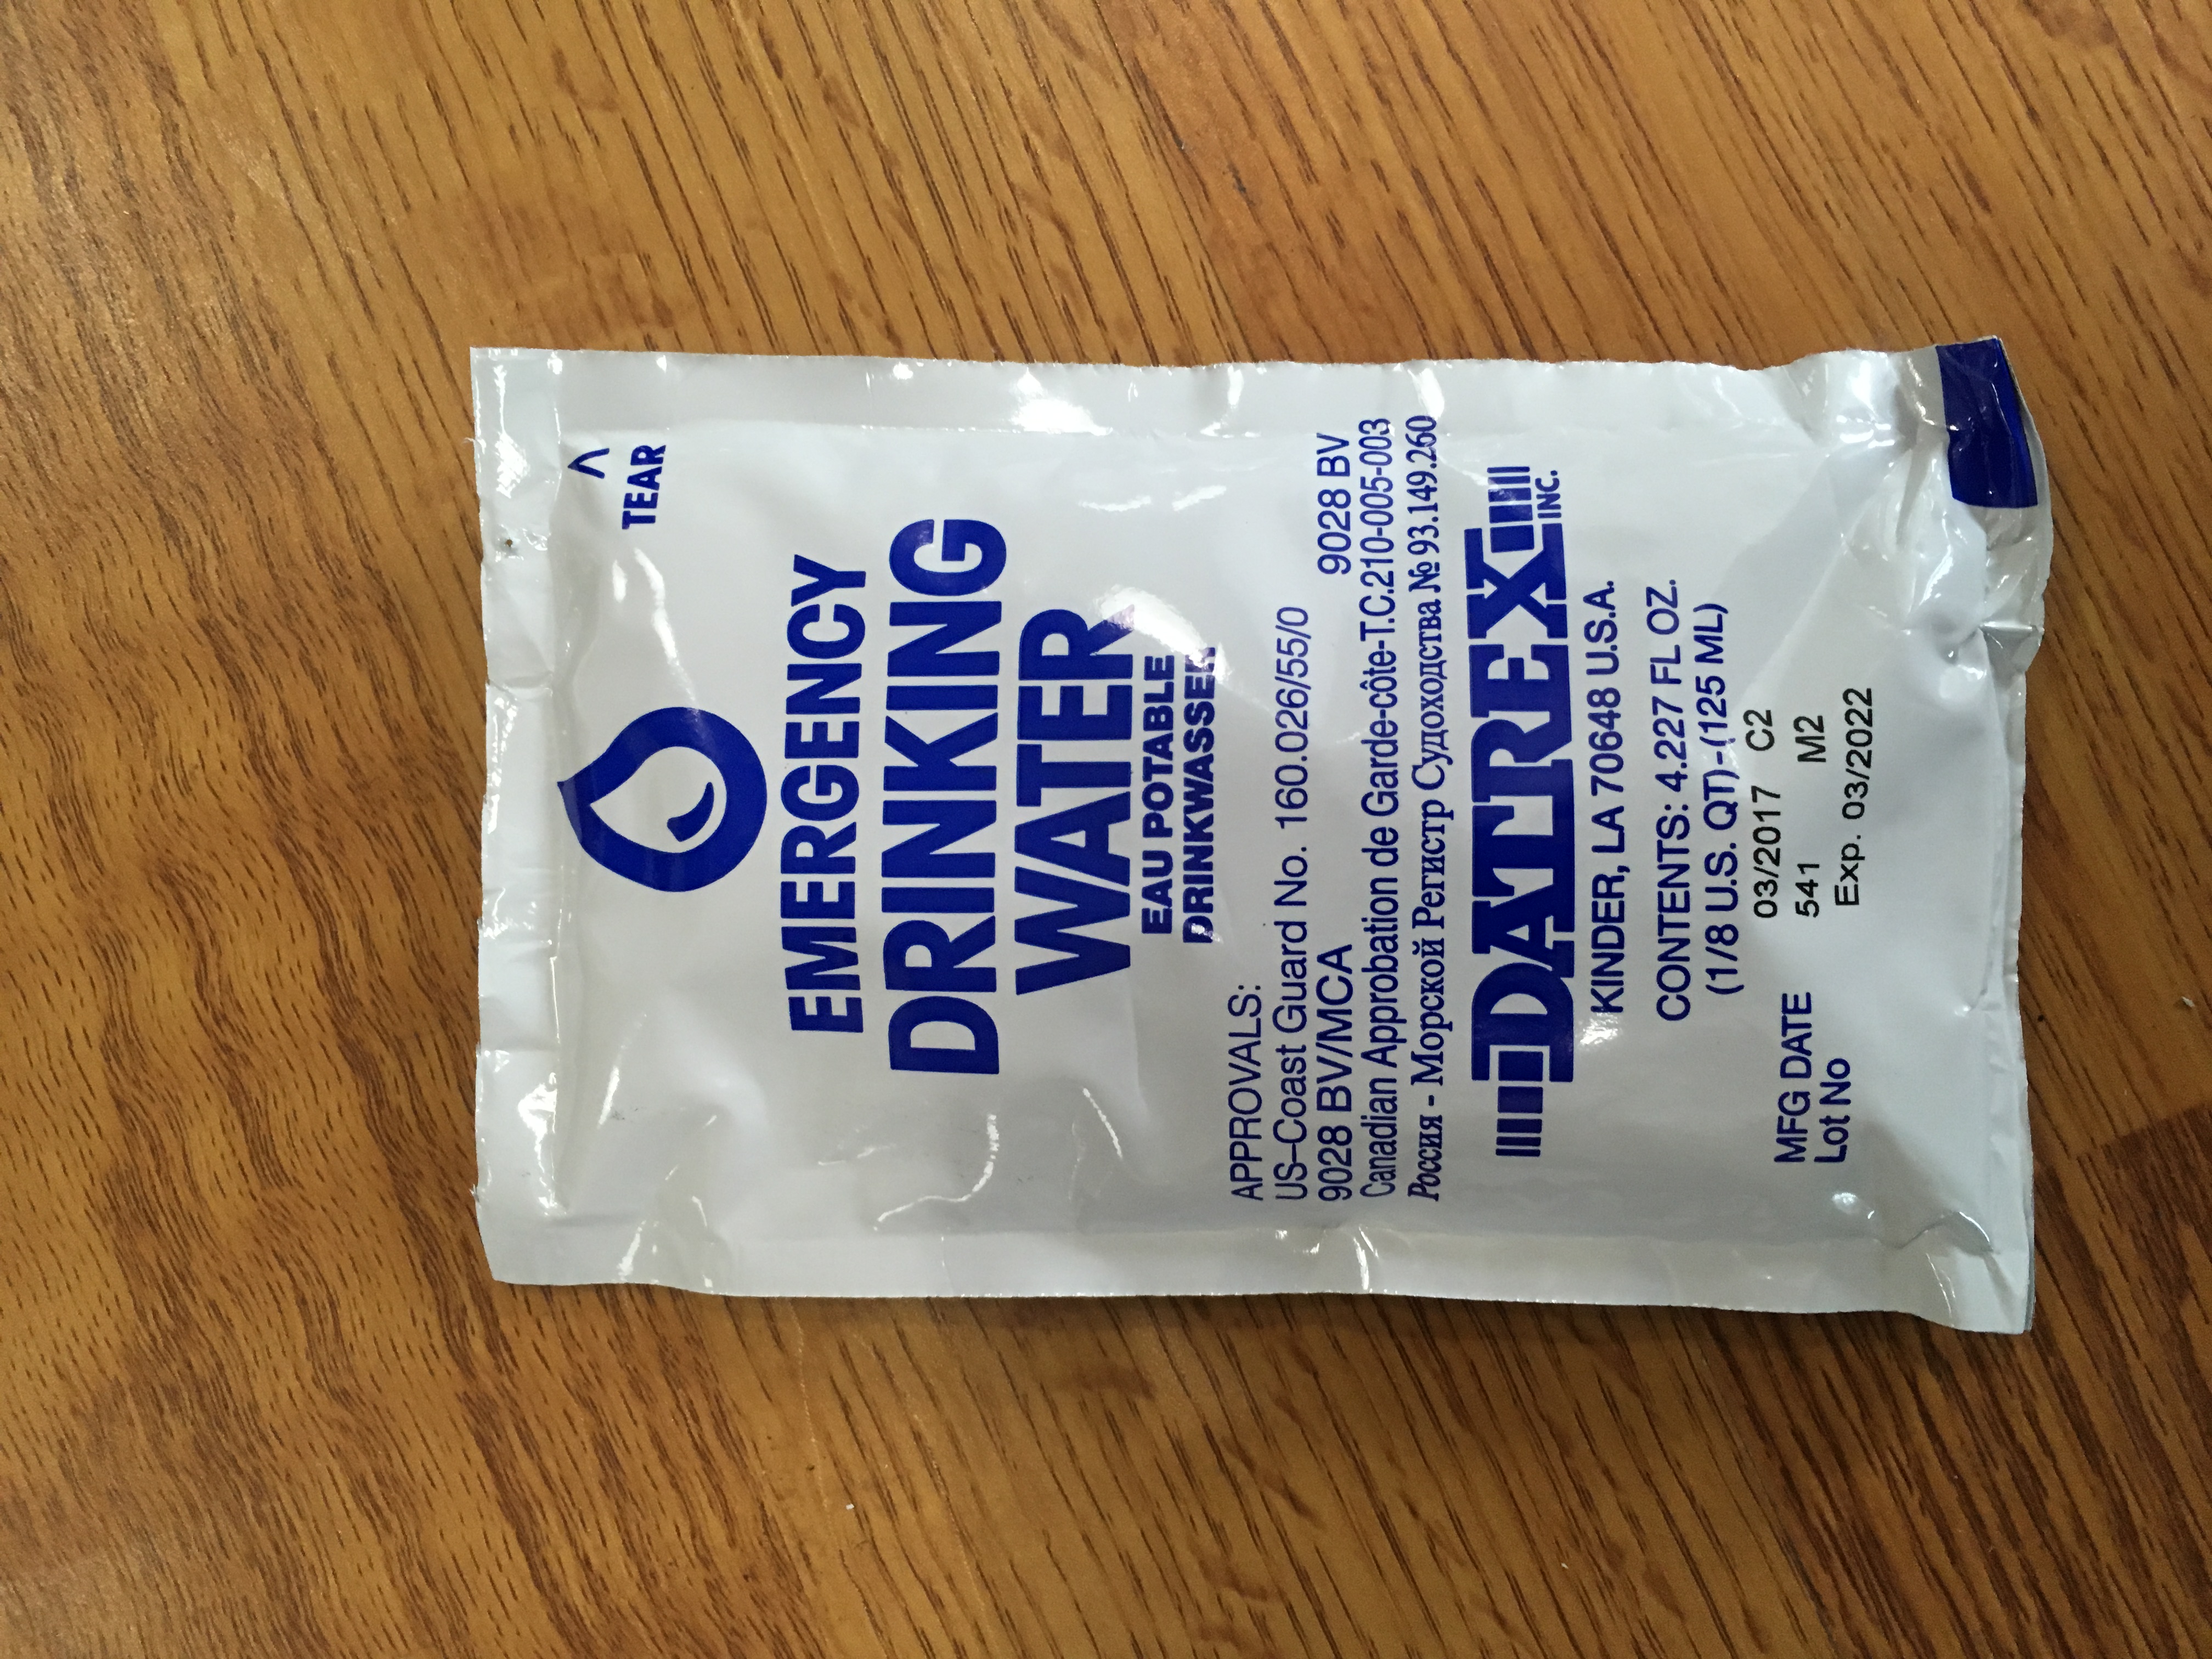 ^
TEAR
EMERGENCY
DRINKING
WATER
EAU POTABLE
DRINKWASSER
APPROVALS:
US-Coast Guard No. 160.026/55/0
9028 BV/MCA 9028 BV
Canadian Approbation de Garde-côte-T.C.210-005-003
Россия - Морской Регистр Судоходства № 93.149.260
DATREX INC.
KINDER, LA 70648 U.S.A.
CONTENTS: 4.227 FL OZ.
(1/8 U.S. QT)-(125 ML)
MFG DATE 03/2017 C2
Lot No 541 M2
Exp. 03/2022